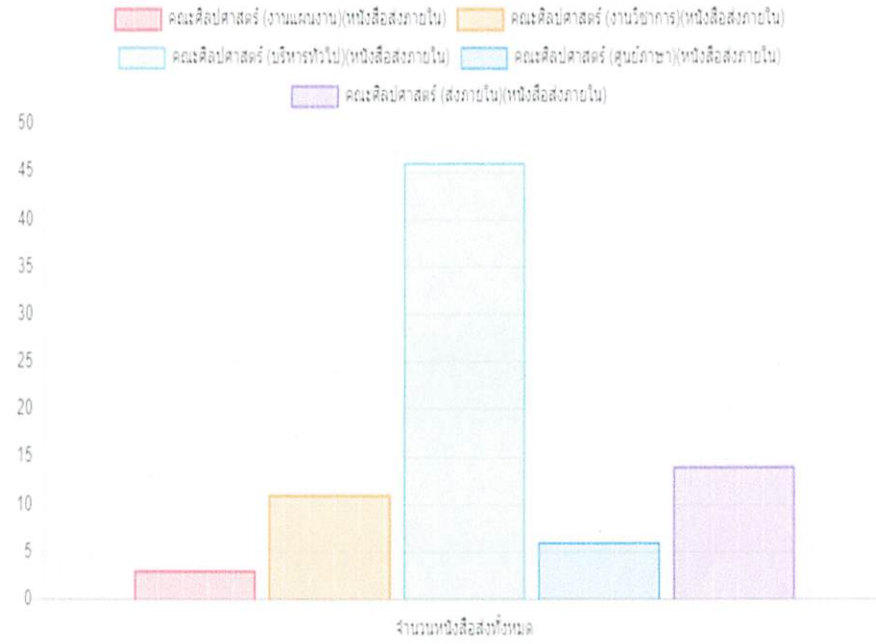 คณะศิลปศาสตร์ (งานแผนงาน)(หนังสือส่งภายใน) คณะศิลปศาสตร์ (งานวิชาการ)(หนังสือส่งภายใน)
คณะศิลปศาสตร์ (บริหารทั่วไป)(หนังสือส่งภายใน) คณะศิลปศาสตร์ (ศูนย์ภาษา)(หนังสือส่งภายใน)
คณะศิลปศาสตร์ (ส่งภายใน)(หนังสือส่งภายใน)
50
45
40
35
30
25
20
15
10
5
0
จำนวนหนังสือส่งทั้งหมด